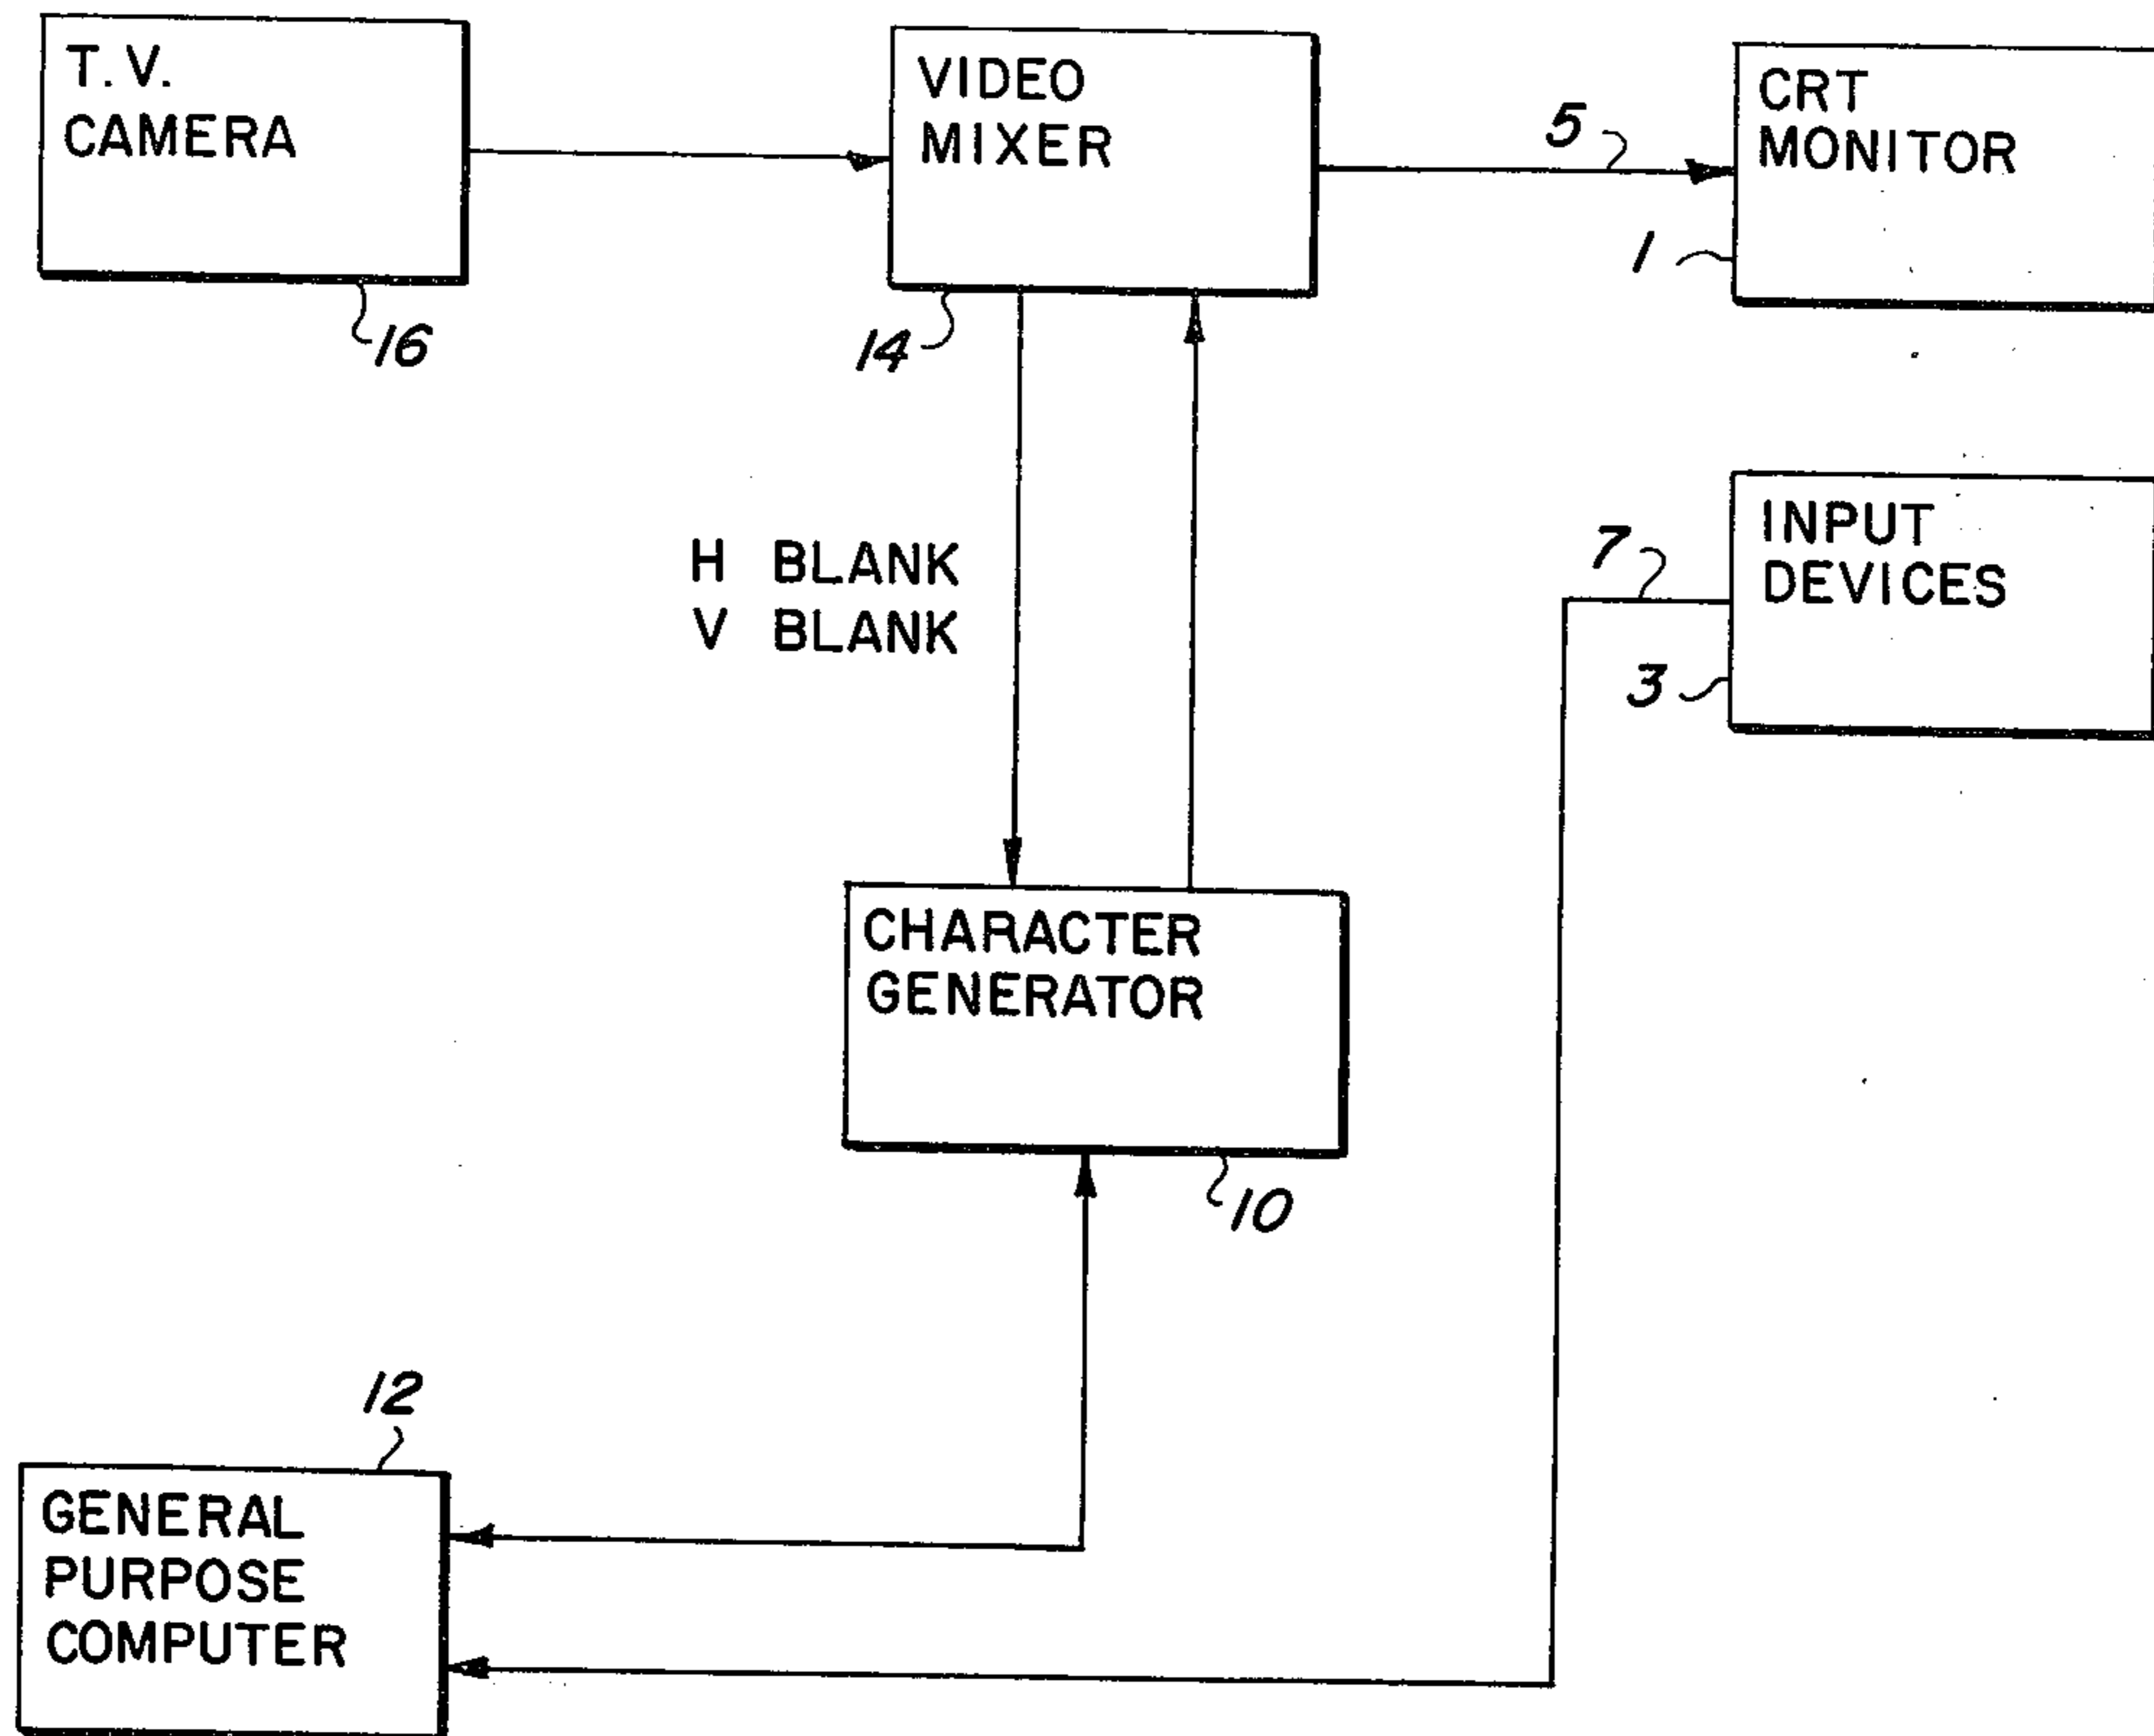 T. V.
CAMERA
16
VIDEO
MIXER
14
5
CRT
MONITOR
1
H BLANK
V BLANK
7
INPUT
DEVICES
3
CHARACTER
GENERATOR
10
12
GENERAL
PURPOSE
COMPUTER